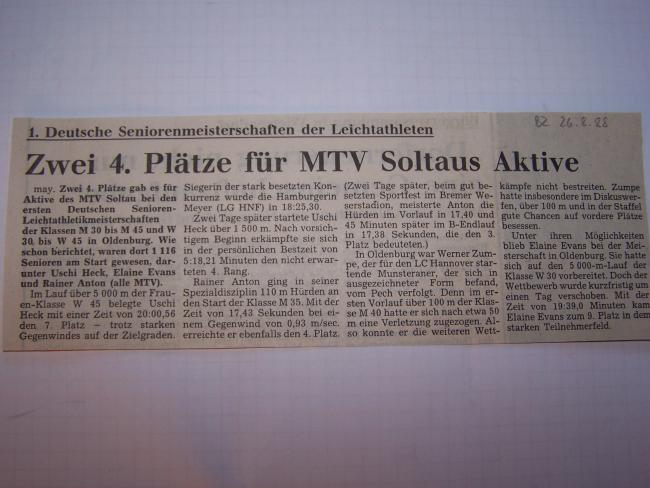 1. Deutsche Seniorenmeisterschaften der Leichtathleten
BZ 26.8.88
Zwei 4. Plätze für MTV Soltaus Aktive
may. Zwei 4. Plätze gab es für
Aktive des MTV Soltau bei den
ersten Deutschen Senioren-
Leichtathletikmeisterschaften
der Klassen M 30 bis M 45 und W
30 bis W 45 in Oldenburg. Wie
schon berichtet, waren dort 1 116
Senioren am Start gewesen, dar-
unter Uschi Heck, Elaine Evans
und Rainer Anton (alle MTV).
Im Lauf über 5 000 m der Frau-
en-Klasse W 45 belegte Uschi
Heck mit einer Zeit von 20:00,56
den 7. Platz – trotz starken
Gegenwindes auf der Zielgraden.
Siegerin der stark besetzten Kon-
kurrenz wurde die Hamburgerin
Meyer (LG HNF) in 18:25,30.
Zwei Tage später startete Uschi
Heck über 1 500 m. Nach vorsich-
tigem Beginn erkämpfte sie sich
in der persönlichen Bestzeit von
5:18,21 Minuten den nicht erwar-
teten 4. Rang.
Rainer Anton ging in seiner
Spezialdisziplin 110 m Hürden an
den Start der Klasse M 35. Mit der
Zeit von 17,43 Sekunden bei ei-
nem Gegenwind von 0,93 m/sec.
erreichte er ebenfalls den 4. Platz.
(Zwei Tage später, beim gut be-
setzten Sportfest im Bremer We-
serstadion, meisterte Anton die
Hürden im Vorlauf in 17,40 und
45 Minuten später im B-Endlauf
in 17,38 Sekunden, die den 3.
Platz bedeuteten.)
In Oldenburg war Werner Zum-
pe, der für den LC Hannover star-
tende Munsteraner, der sich in
ausgezeichneter Form befand,
vom Pech verfolgt. Denn im er-
sten Vorlauf über 100 m der Klas-
se M 40 hatte er sich nach etwa 50
m eine Verletzung zugezogen. Al-
so konnte er die weiteren Wett-
kämpfe nicht bestreiten. Zumpe
hatte insbesondere im Diskuswer-
fen, über 100 m und in der Staffel
gute Chancen auf vordere Plätze
besessen.
Unter ihren Möglichkeiten
blieb Elaine Evans bei der Mei-
sterschaft in Oldenburg. Sie hatte
sich auf den 5 000-m-Lauf der
Klasse W 30 vorbereitet. Doch der
Wettbewerb wurde kurzfristig um
einen Tag verschoben. Mit der
Zeit von 19:39,0 Minuten kam
Elaine Evans zum 9. Platz in dem
starken Teilnehmerfeld.